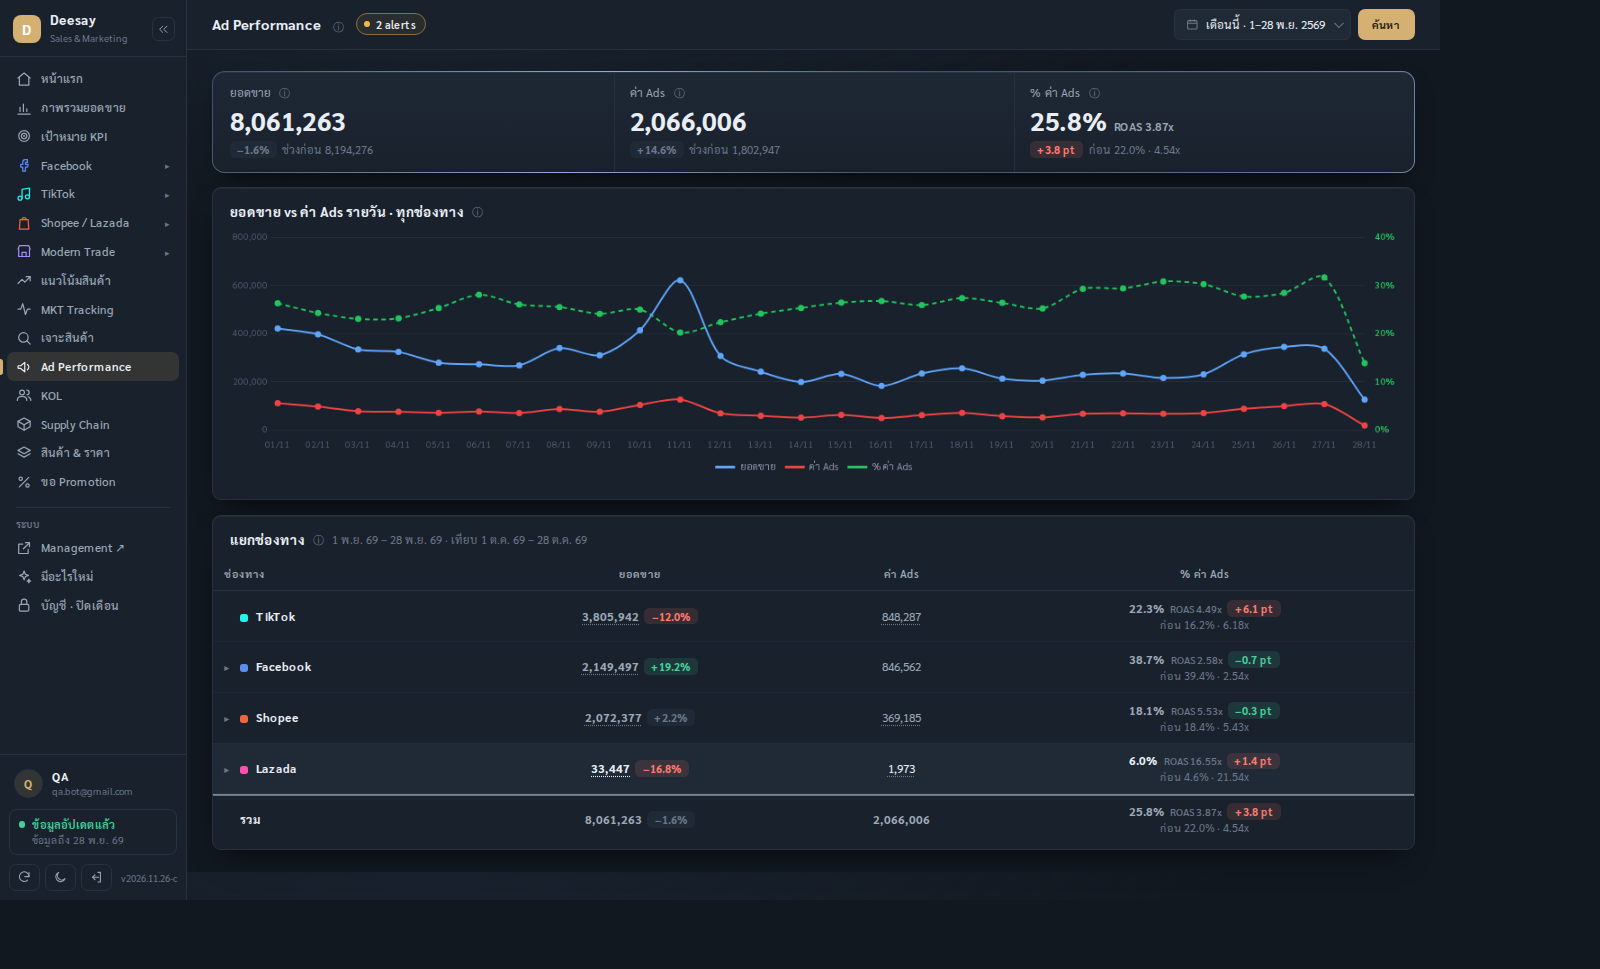 Deesay
Sales & Marketing
หน้าแรก
ภาพรวมยอดขาย
เป้าหมาย KPI
Facebook
TikTok
Shopee / Lazada
Modern Trade
แนวโน้มสินค้า
MKT Tracking
เจาะสินค้า
Ad Performance
KOL
Supply Chain
สินค้า & ราคา
ขอ Promotion
ระบบ
Management ↗
มีอะไรใหม่
บัญชี · ปิดเดือน
Q
QA
qa.bot@gmail.com
ข้อมูลอัปเดตแล้ว
ข้อมูลถึง 28 พ.ย. 69
v2026.11.26-c
D
Ad Performance ⓘ 2 alerts
เดือนนี้ · 1–28 พ.ย. 2569 ค้นหา
ยอดขาย ⓘ
8,061,263
−1.6% ช่วงก่อน 8,194,276
ค่า Ads ⓘ
2,066,006
+14.6% ช่วงก่อน 1,802,947
% ค่า Ads ⓘ
25.8% ROAS 3.87x
+3.8 pt ก่อน 22.0% · 4.54x
ยอดขาย vs ค่า Ads รายวัน · ทุกช่องทาง ⓘ
800,000 40%
600,000 30%
400,000 20%
200,000 10%
0 0%
01/11 02/11 03/11 04/11 05/11 06/11 07/11 08/11 09/11 10/11 11/11 12/11 13/11 14/11 15/11 16/11 17/11 18/11 19/11 20/11 21/11 22/11 23/11 24/11 25/11 26/11 27/11 28/11
ยอดขาย ค่า Ads % ค่า Ads
แยกช่องทาง ⓘ 1 พ.ย. 69 – 28 พ.ย. 69 · เทียบ 1 ต.ค. 69 – 28 ต.ค. 69
ช่องทาง ยอดขาย ค่า Ads % ค่า Ads
TikTok 3,805,942 −12.0% 848,287 22.3% ROAS 4.49x +6.1 pt
ก่อน 16.2% · 6.18x
Facebook 2,149,497 +19.2% 846,562 38.7% ROAS 2.58x −0.7 pt
ก่อน 39.4% · 2.54x
Shopee 2,072,377 +2.2% 369,185 18.1% ROAS 5.53x −0.3 pt
ก่อน 18.4% · 5.43x
Lazada 33,447 −16.8% 1,973 6.0% ROAS 16.55x +1.4 pt
ก่อน 4.6% · 21.54x
รวม 8,061,263 −1.6% 2,066,006 25.8% ROAS 3.87x +3.8 pt
ก่อน 22.0% · 4.54x